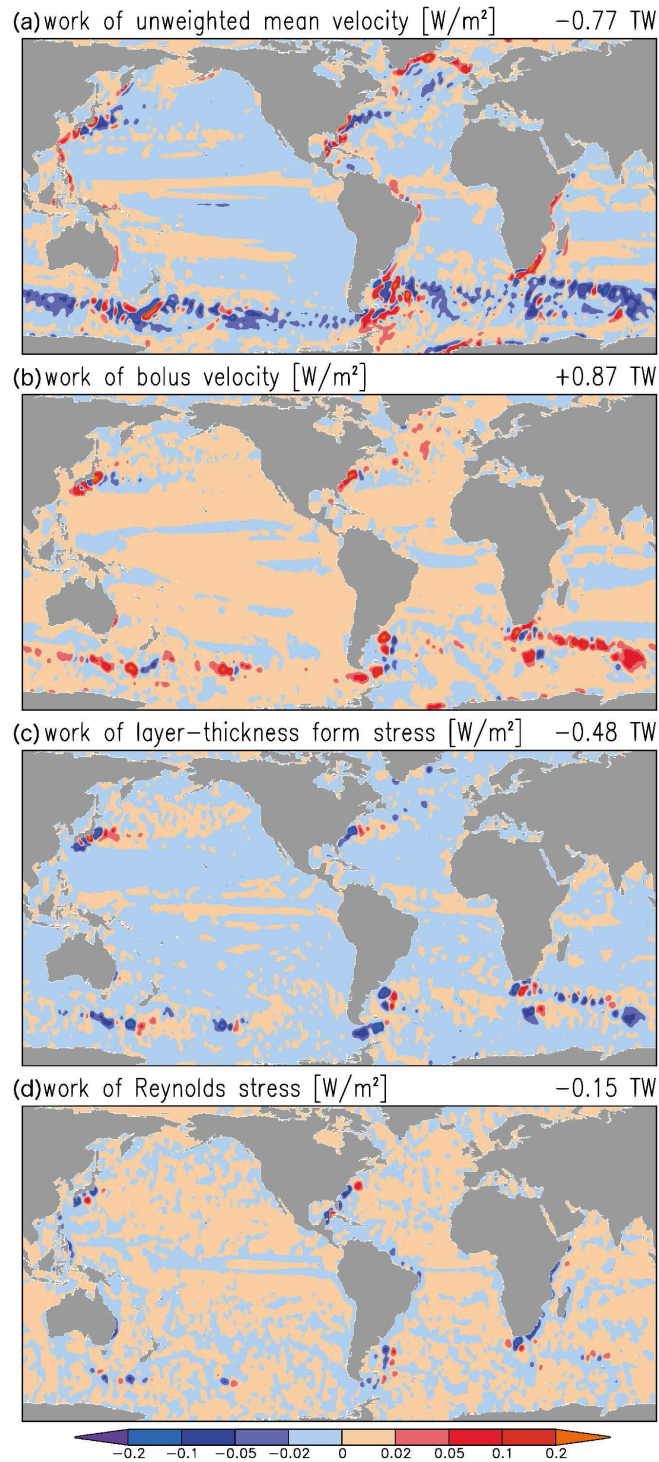 (a) work of unweighted mean velocity [W/m²] −0.77 TW
(b) work of bolus velocity [W/m²] +0.87 TW
(c) work of layer−thickness form stress [W/m²] −0.48 TW
(d) work of Reynolds stress [W/m²] −0.15 TW
−0.2 −0.1 −0.05 −0.02 0 0.02 0.05 0.1 0.2